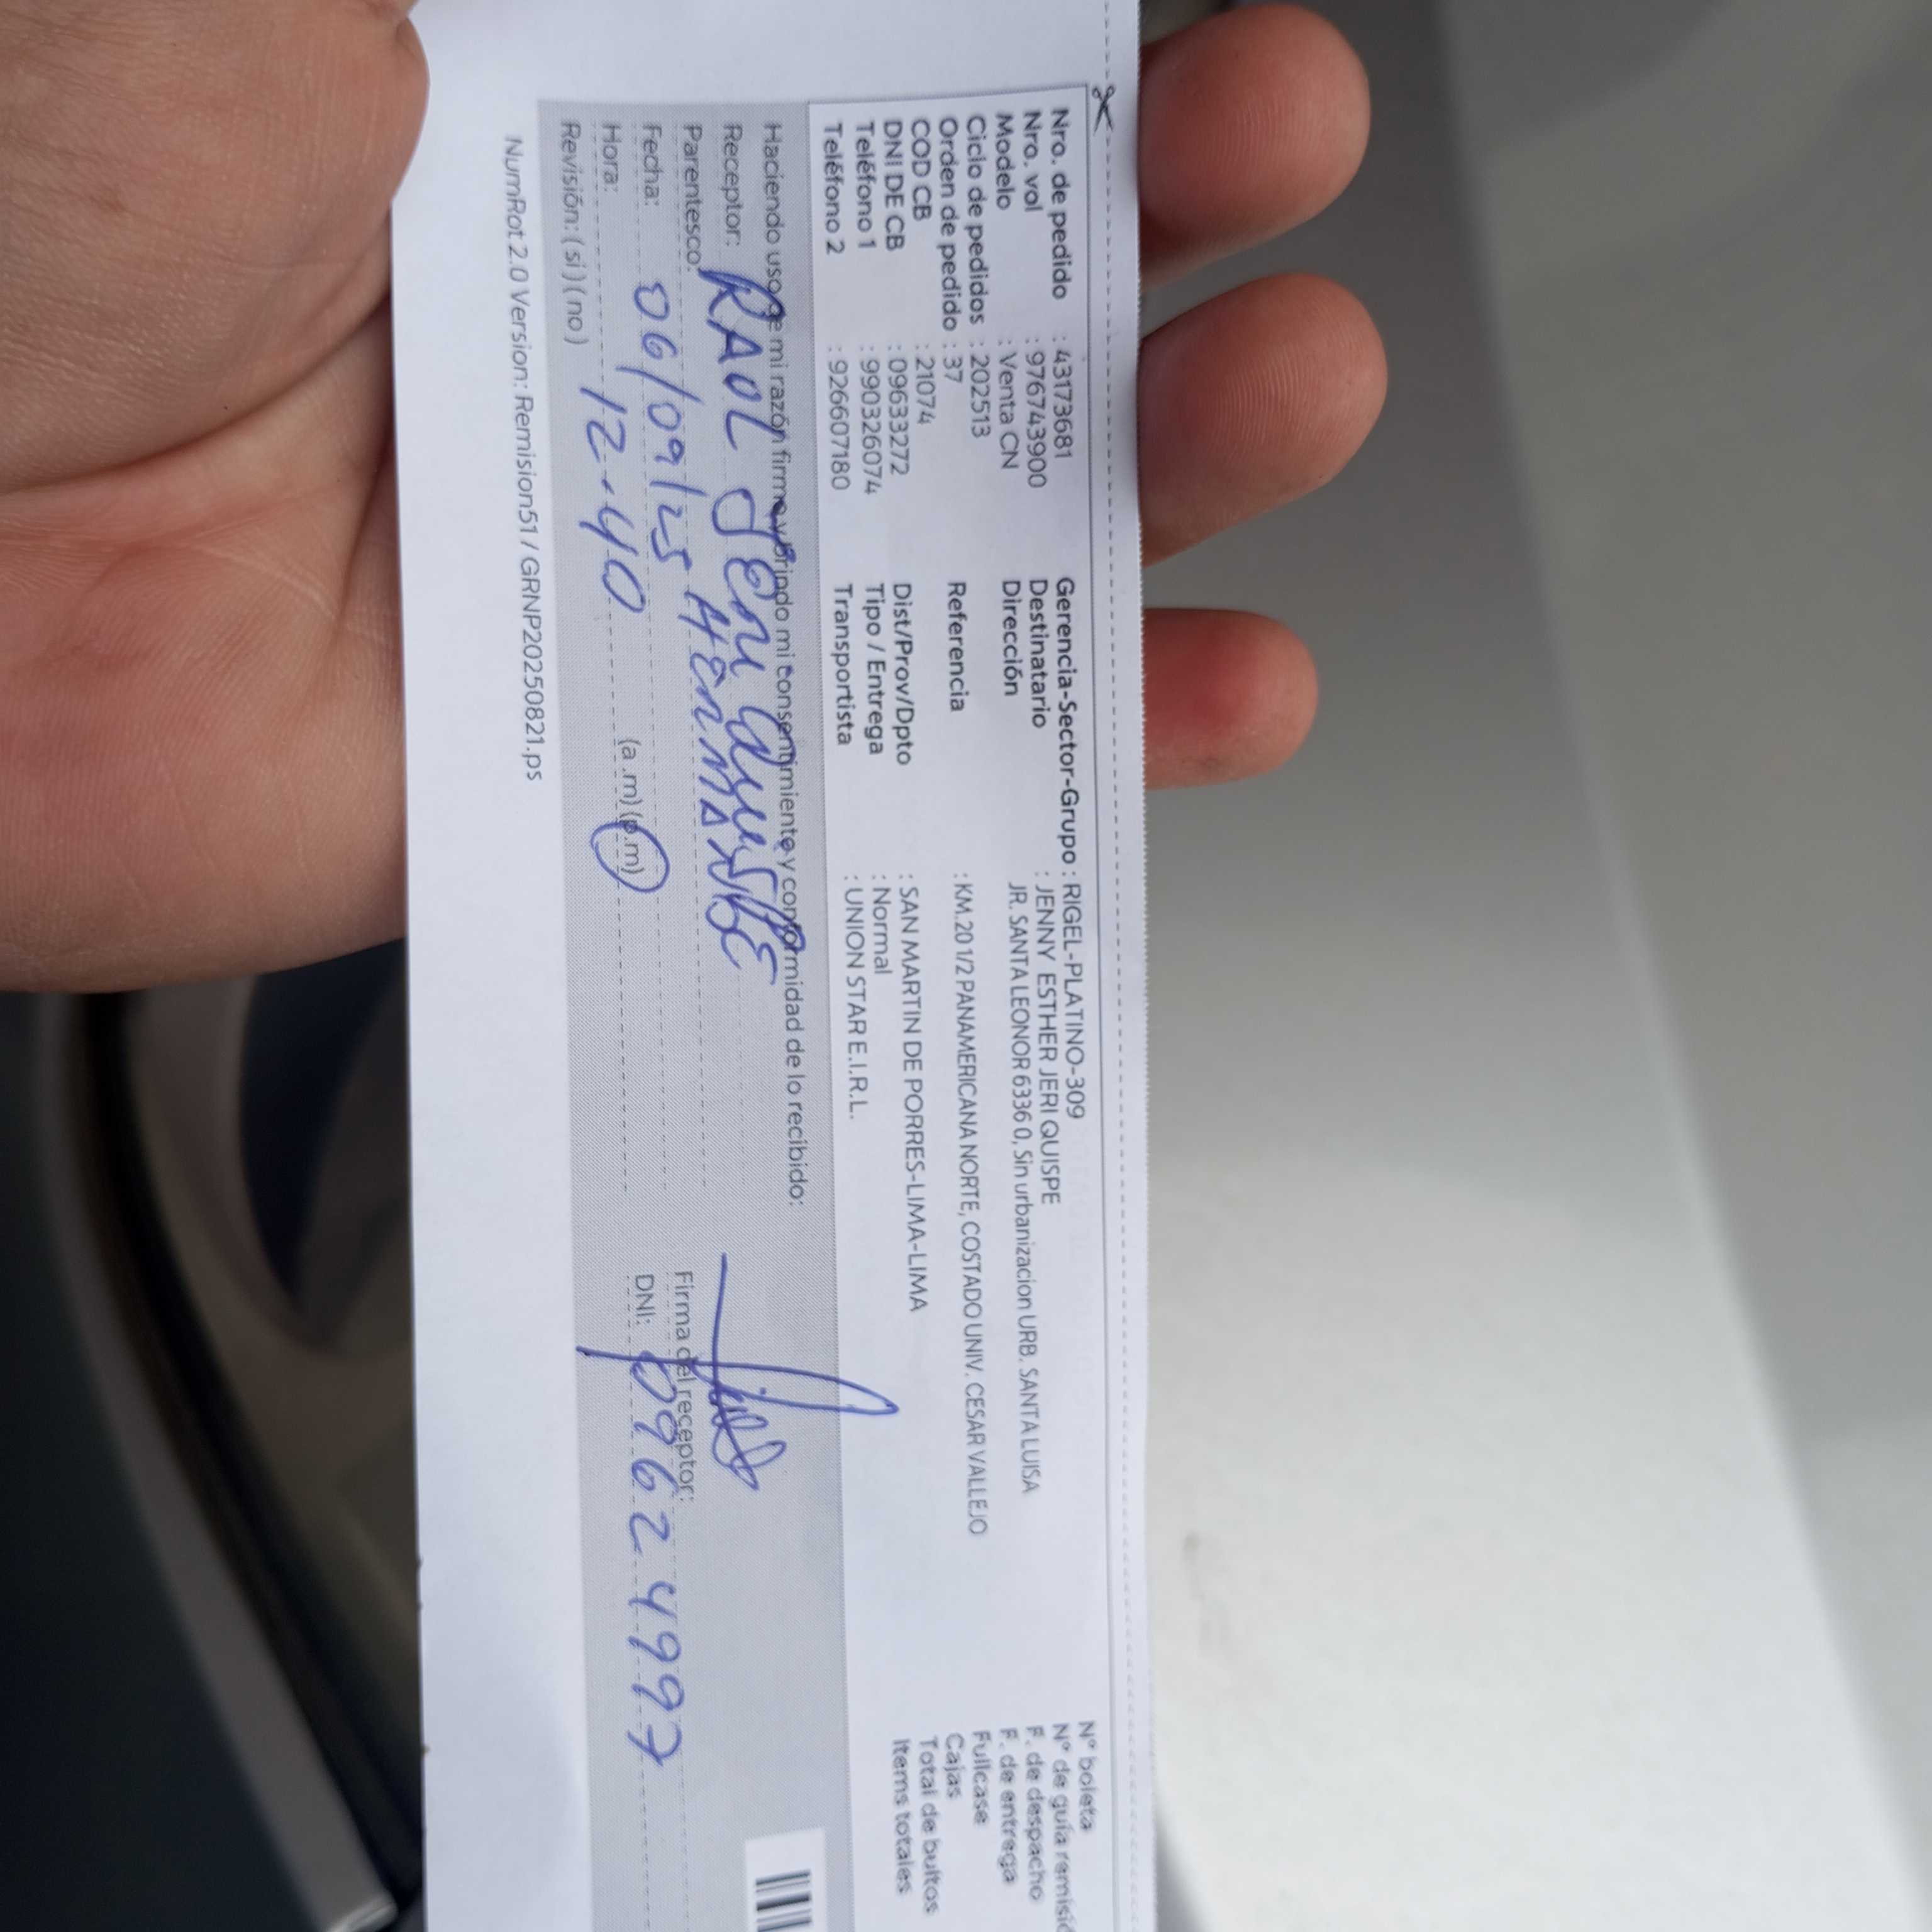 Nro. de pedido : 43173681
Nro. vol : 976743900
Modelo : Venta CN
Ciclo de pedidos : 202513
Orden de pedido : 37
COD CB : 21074
DNI DE CB : 09633272
Teléfono 1 : 990326074
Teléfono 2 : 926607180
Gerencia-Sector-Grupo : RIGEL-PLATINO-309
Destinatario : JENNY ESTHER JERI QUISPE
Dirección JR. SANTA LEONOR 6336 0, Sin urbanizacion URB. SANTA LUISA
Referencia : KM.20 1/2 PANAMERICANA NORTE, COSTADO UNIV. CESAR VALLEJO
Dist/Prov/Dpto : SAN MARTIN DE PORRES-LIMA-LIMA
Tipo / Entrega : Normal
Transportista : UNION STAR E.I.R.L.
N° boleta
N° de guía remisió
F. de despacho
F. de entrega
Fullcase
Cajas
Total de bultos
Items totales
Haciendo uso de mi razón firmo y brindo mi consentimiento y conformidad de lo recibido:
Receptor: RAOL JERI QUISPE
Parentesco: HERMANO
Fecha: 06/09/25
Hora: 12.40 (a.m) (p.m)
Revisión: ( si ) ( no )
Firma del receptor:
DNI: 09624997
NumRot 2.0 Version: Remision51 / GRNP20250821.ps